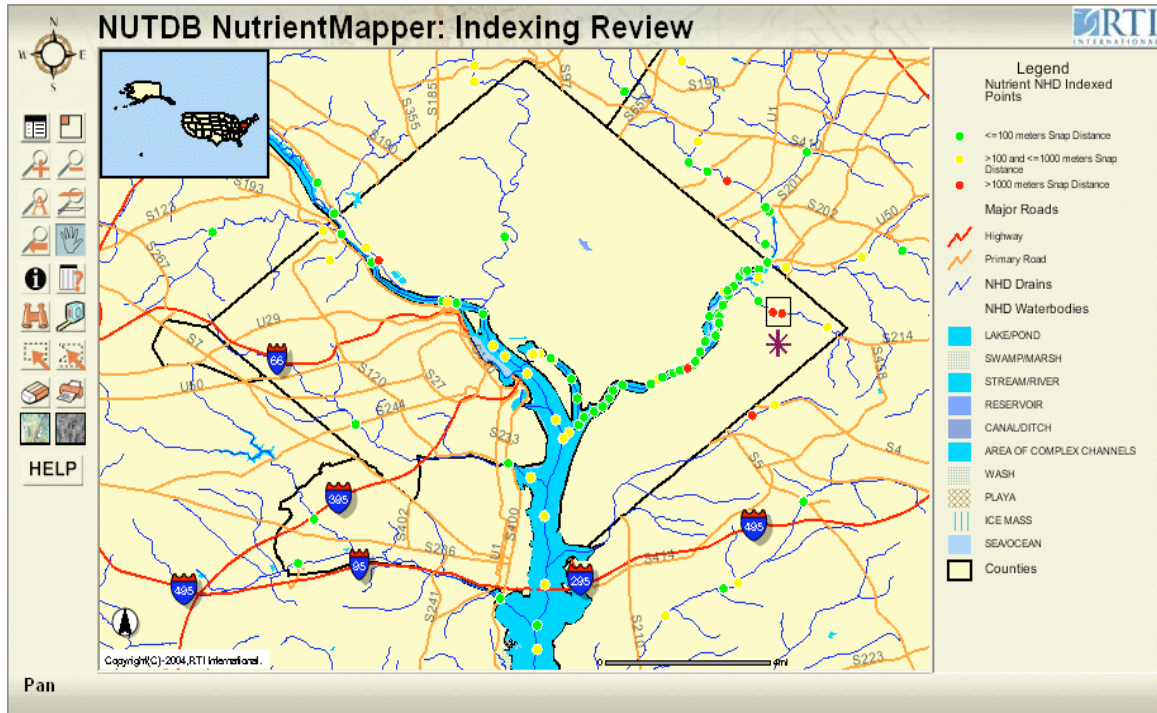 NUTDB NutrientMapper: Indexing Review
RTI
INTERNATIONAL
N
W E
S
HELP
Pan
S97
S193
S185
S355
S650
U1
S410
S190
S193
S123
S201
S202
U50
S267
U29
S7
66
S120
S27
U50
S244
S214
S458
S233
S4
S5
395
S402
S400
495
S236
U1
S414
95
295
495
S241
S210
S223
Copyright(C)-2004,RTI International.
0 4mi
Legend
Nutrient NHD Indexed
Points
<=100 meters Snap Distance
>100 and <=1000 meters Snap
Distance
>1000 meters Snap Distance
Major Roads
Highway
Primary Road
NHD Drains
NHD Waterbodies
LAKE/POND
SWAMP/MARSH
STREAM/RIVER
RESERVOIR
CANAL/DITCH
AREA OF COMPLEX CHANNELS
WASH
PLAYA
ICE MASS
SEA/OCEAN
Counties